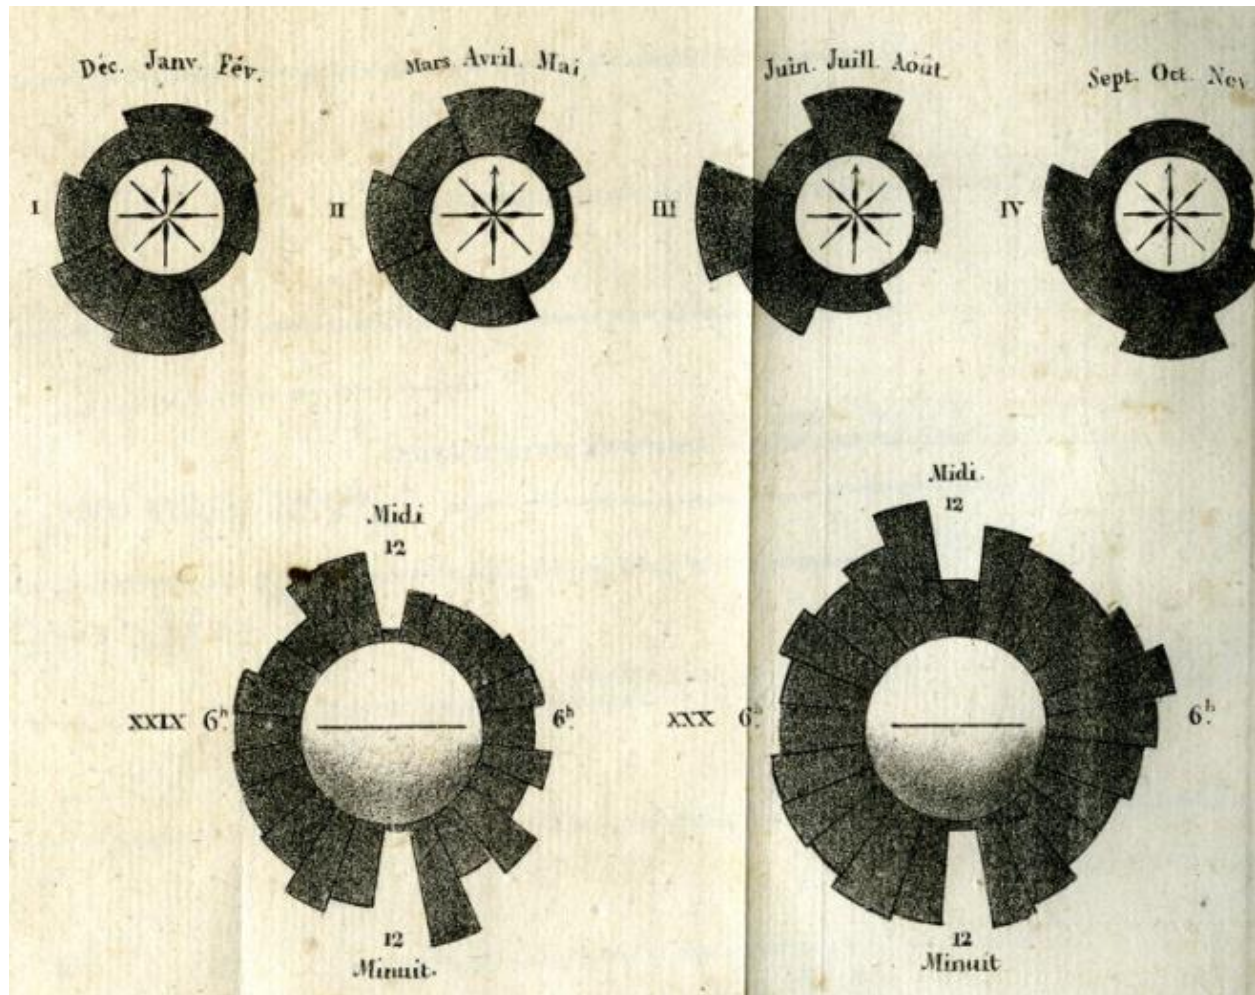 Déc. Janv. Fév.
Mars Avril. Mai
Juin. Juill. Août.
Sept. Oct. Nov
I
II
III
IV
Midi
12
Midi.
12
XXIX 6h.
6h.
XXX 6h.
6h.
12
Minuit.
12
Minuit